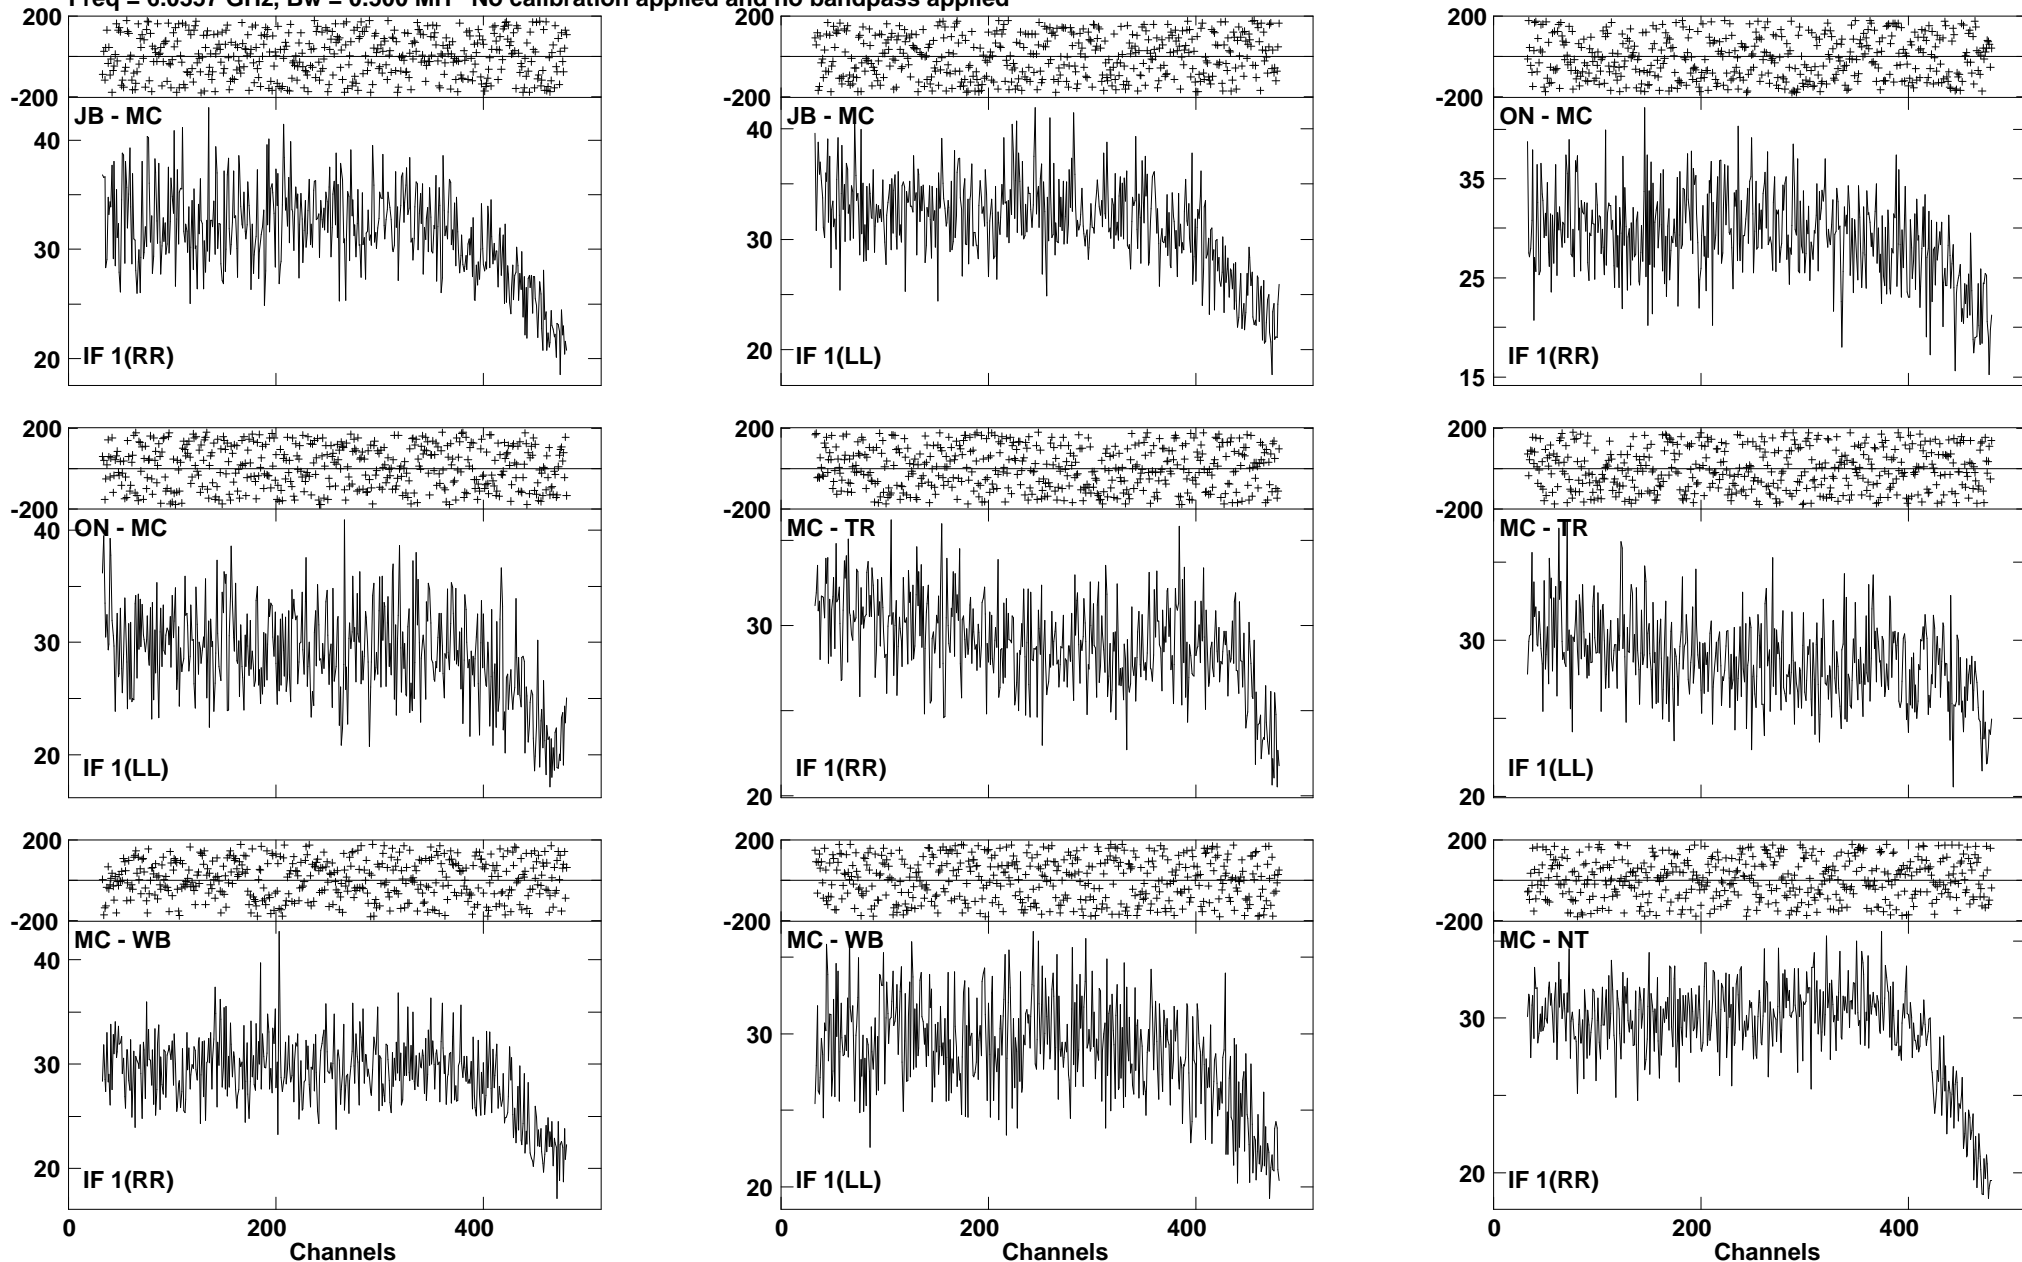 Freq = 6.0357 GHz, Bw = 0.500 MH No calibration applied and no bandpass applied
200
-200
JB - MC
40
30
20
IF 1(RR)
200
-200
JB - MC
40
30
20
IF 1(LL)
200
-200
ON - MC
35
25
15
IF 1(RR)
200
-200
ON - MC
40
30
20
IF 1(LL)
200
-200
MC - TR
30
20
IF 1(RR)
200
-200
MC - TR
30
20
IF 1(LL)
200
-200
MC - WB
40
30
20
IF 1(RR)
0 200 400
Channels
200
-200
MC - WB
30
20
IF 1(LL)
0 200 400
Channels
200
-200
MC - NT
30
20
IF 1(RR)
0 200 400
Channels